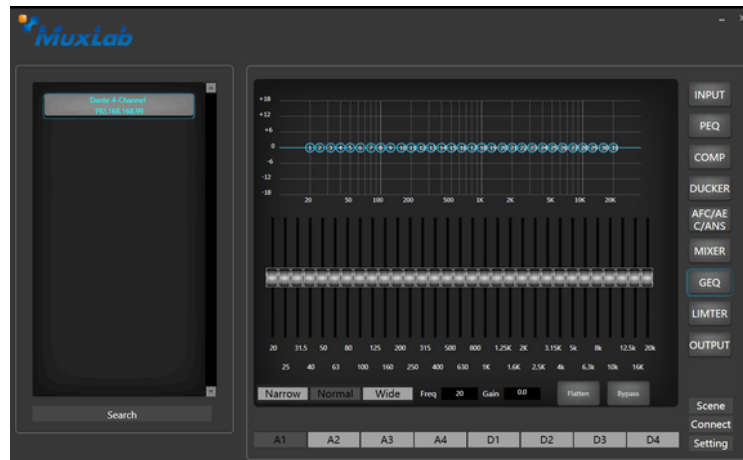 MuxLab
Dante 4-Channel
192.168.168.99
+18
+12
+6
0
-6
-12
-18
20 50 100 200 500 1K 2K 5K 10K 20K
20 31.5 50 80 125 200 315 500 800 1.25K 2K 3.15K 5k 8k 12.5k 20k
25 40 63 100 160 250 400 630 1K 1.6K 2.5K 4k 6.3k 10k 16K
Narrow Normal Wide Freq 20 Gain 0.0 Flatten Bypass
A1 A2 A3 A4 D1 D2 D3 D4
Search
INPUT
PEQ
COMP
DUCKER
AFC/AE
C/ANS
MIXER
GEQ
LIMTER
OUTPUT
Scene
Connect
Setting